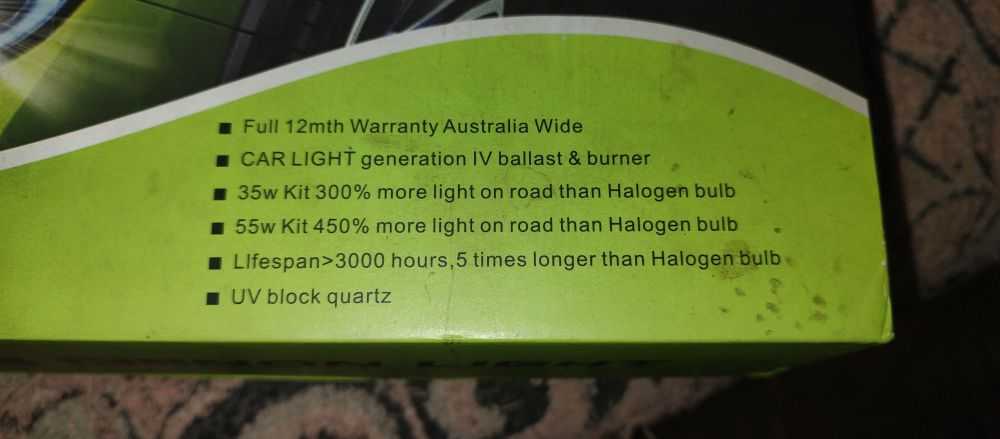 ■ Full 12mth Warranty Australia Wide
■ CAR LIGHT generation IV ballast & burner
■ 35w Kit 300% more light on road than Halogen bulb
■ 55w Kit 450% more light on road than Halogen bulb
■ LIfespan>3000 hours,5 times longer than Halogen bulb
■ UV block quartz
LIGHT